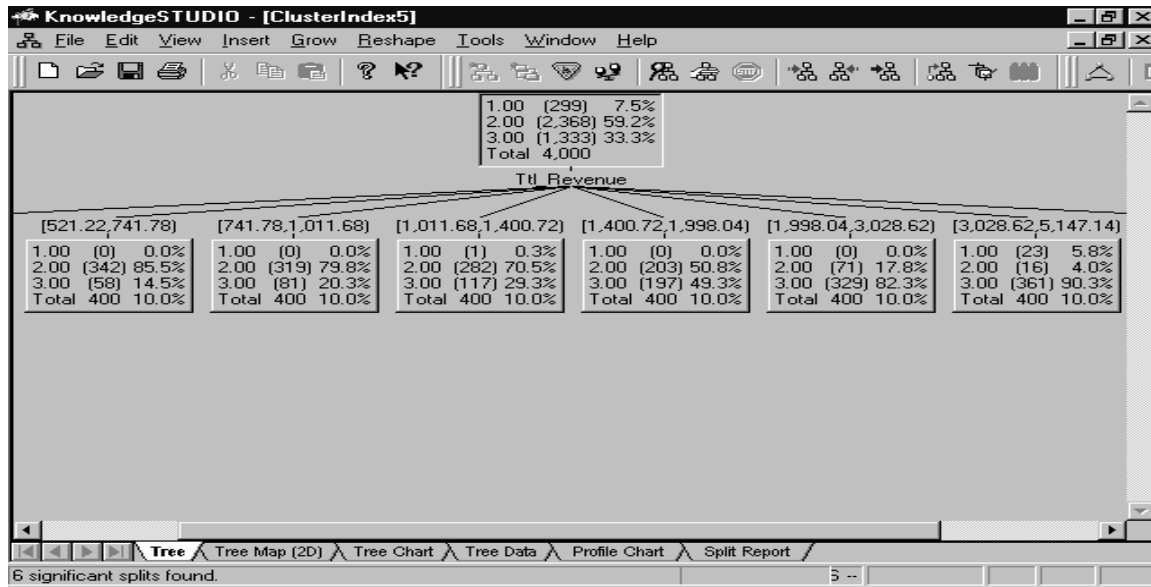 KnowledgeSTUDIO - [ClusterIndex5]
File Edit View Insert Grow Reshape Tools Window Help
1.00 (299) 7.5%
2.00 (2,368) 59.2%
3.00 (1,333) 33.3%
Total 4,000
Ttl_Revenue
[521.22,741.78) [741.78,1,011.68) [1,011.68,1,400.72) [1,400.72,1,998.04) [1,998.04,3,028.62) [3,028.62,5,147.14)
1.00 (0) 0.0% 1.00 (0) 0.0% 1.00 (1) 0.3% 1.00 (0) 0.0% 1.00 (0) 0.0% 1.00 (23) 5.8%
2.00 (342) 85.5% 2.00 (319) 79.8% 2.00 (282) 70.5% 2.00 (203) 50.8% 2.00 (71) 17.8% 2.00 (16) 4.0%
3.00 (58) 14.5% 3.00 (81) 20.3% 3.00 (117) 29.3% 3.00 (197) 49.3% 3.00 (329) 82.3% 3.00 (361) 90.3%
Total 400 10.0% Total 400 10.0% Total 400 10.0% Total 400 10.0% Total 400 10.0% Total 400 10.0%
Tree Tree Map (2D) Tree Chart Tree Data Profile Chart Split Report
6 significant splits found.